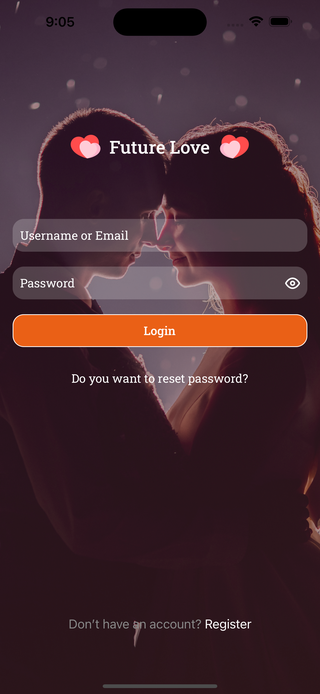 9:05
Future Love
Username or Email
Password
Login
Do you want to reset password?
Don't have an account? Register